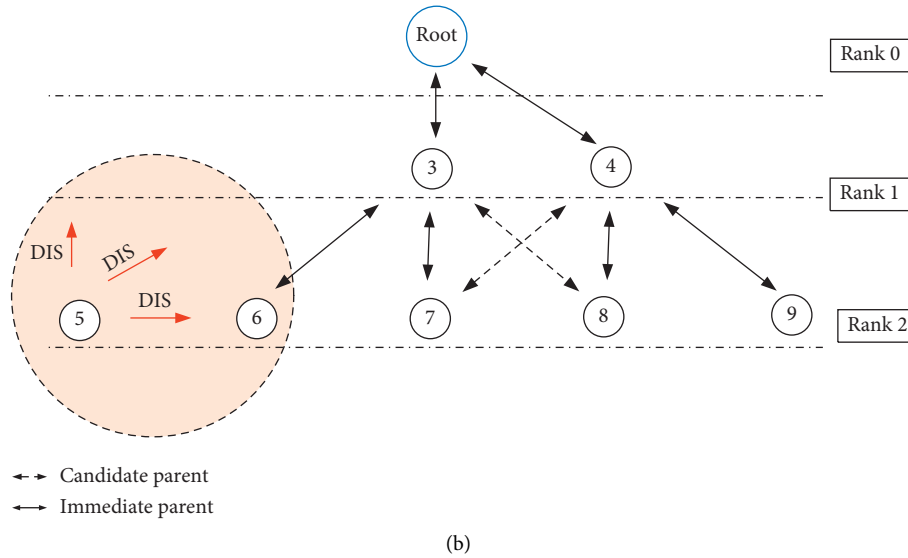 Root
Rank 0
3
4
Rank 1
DIS
DIS
DIS
5
6
7
8
9
Rank 2
Candidate parent
Immediate parent
(b)